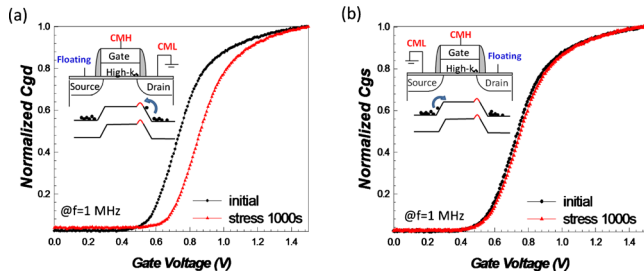 (a)
CMH
CML
Floating
Gate
High-k
Source
Drain
Normalized Cgd
1.0
0.8
0.6
0.4
0.2
initial
stress 1000s
@f=1 MHz
0.0 0.2 0.4 0.6 0.8 1.0 1.2 1.4
Gate Voltage (V)
(b)
CMH
CML
Floating
Gate
High-k
Source
Drain
Normalized Cgs
1.0
0.8
0.6
0.4
0.2
initial
stress 1000s
@f=1 MHz
0.0 0.2 0.4 0.6 0.8 1.0 1.2 1.4
Gate Voltage (V)